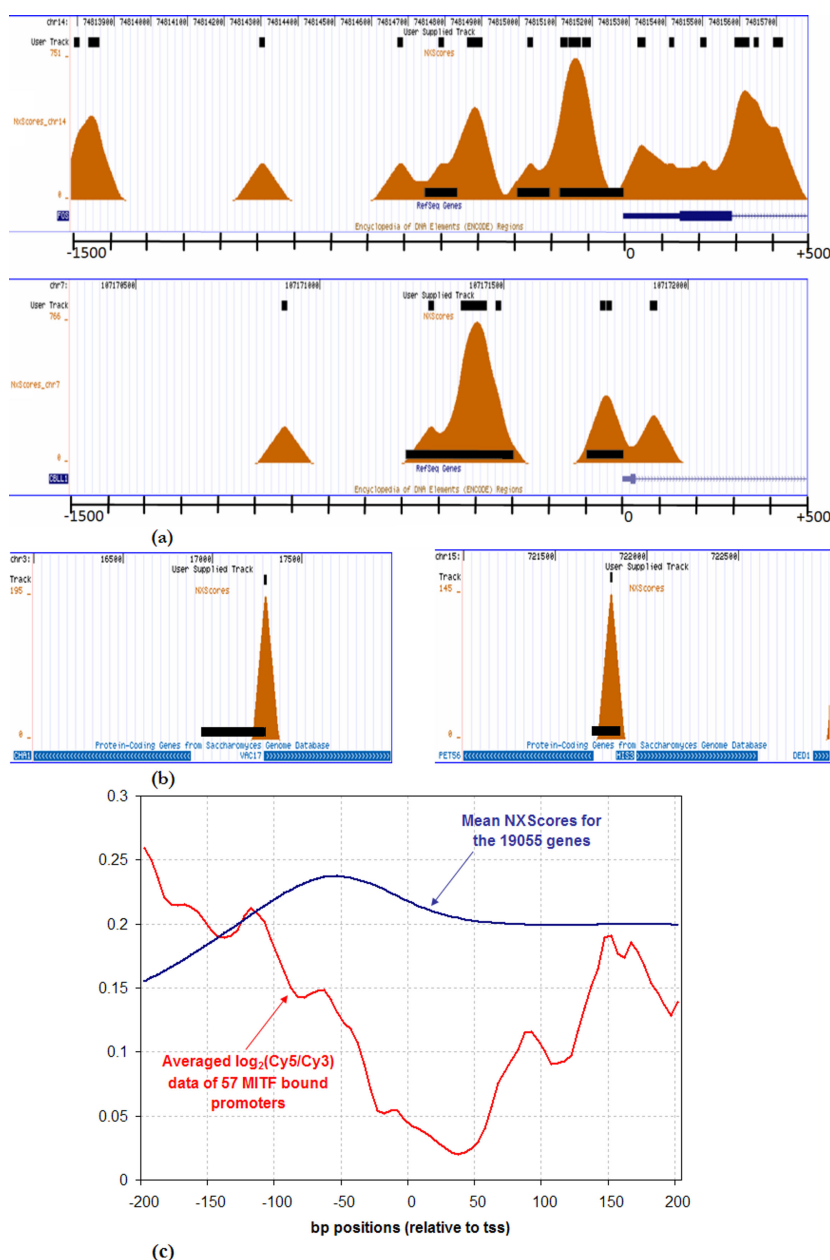 chr14: 74813900| 74814000| 74814100| 74814200| 74814300| 74814400| 74814500| 74814600| 74814700| 74814800| 74814900| 74815000| 74815100| 74815200| 74815300| 74815400| 74815500| 74815600| 74815700|
User Supplied Track
User Track
NXScores
751
NxScores_chr14
0
RefSeq Genes
FOS
Encyclopedia of DNA Elements (ENCODE) Regions
-1500 0 +500
chr7: 107170500| 107171000| 107171500| 107172000|
User Supplied Track
User Track
NXScores
766
NxScores_chr7
0
RefSeq Genes
CBLL1
Encyclopedia of DNA Elements (ENCODE) Regions
-1500 0 +500
(a)
chr3: 16500| 17000| 17500|
User Supplied Track
Track
NXScores
195
0
Protein-Coding Genes from Saccharomyces Genome Database
CHA1 VAC17
chr15: 721500| 722000| 722500|
User Supplied Track
Track
NXScores
145
0
Protein-Coding Genes from Saccharomyces Genome Database
PET56 HIS3 DED1
(b)
0.3
0.25
0.2
0.15
0.1
0.05
0
Mean NXScores for
the 19055 genes
Averaged log2(Cy5/Cy3)
data of 57 MITF bound
promoters
-200 -150 -100 -50 0 50 100 150 200
bp positions (relative to tss)
(c)